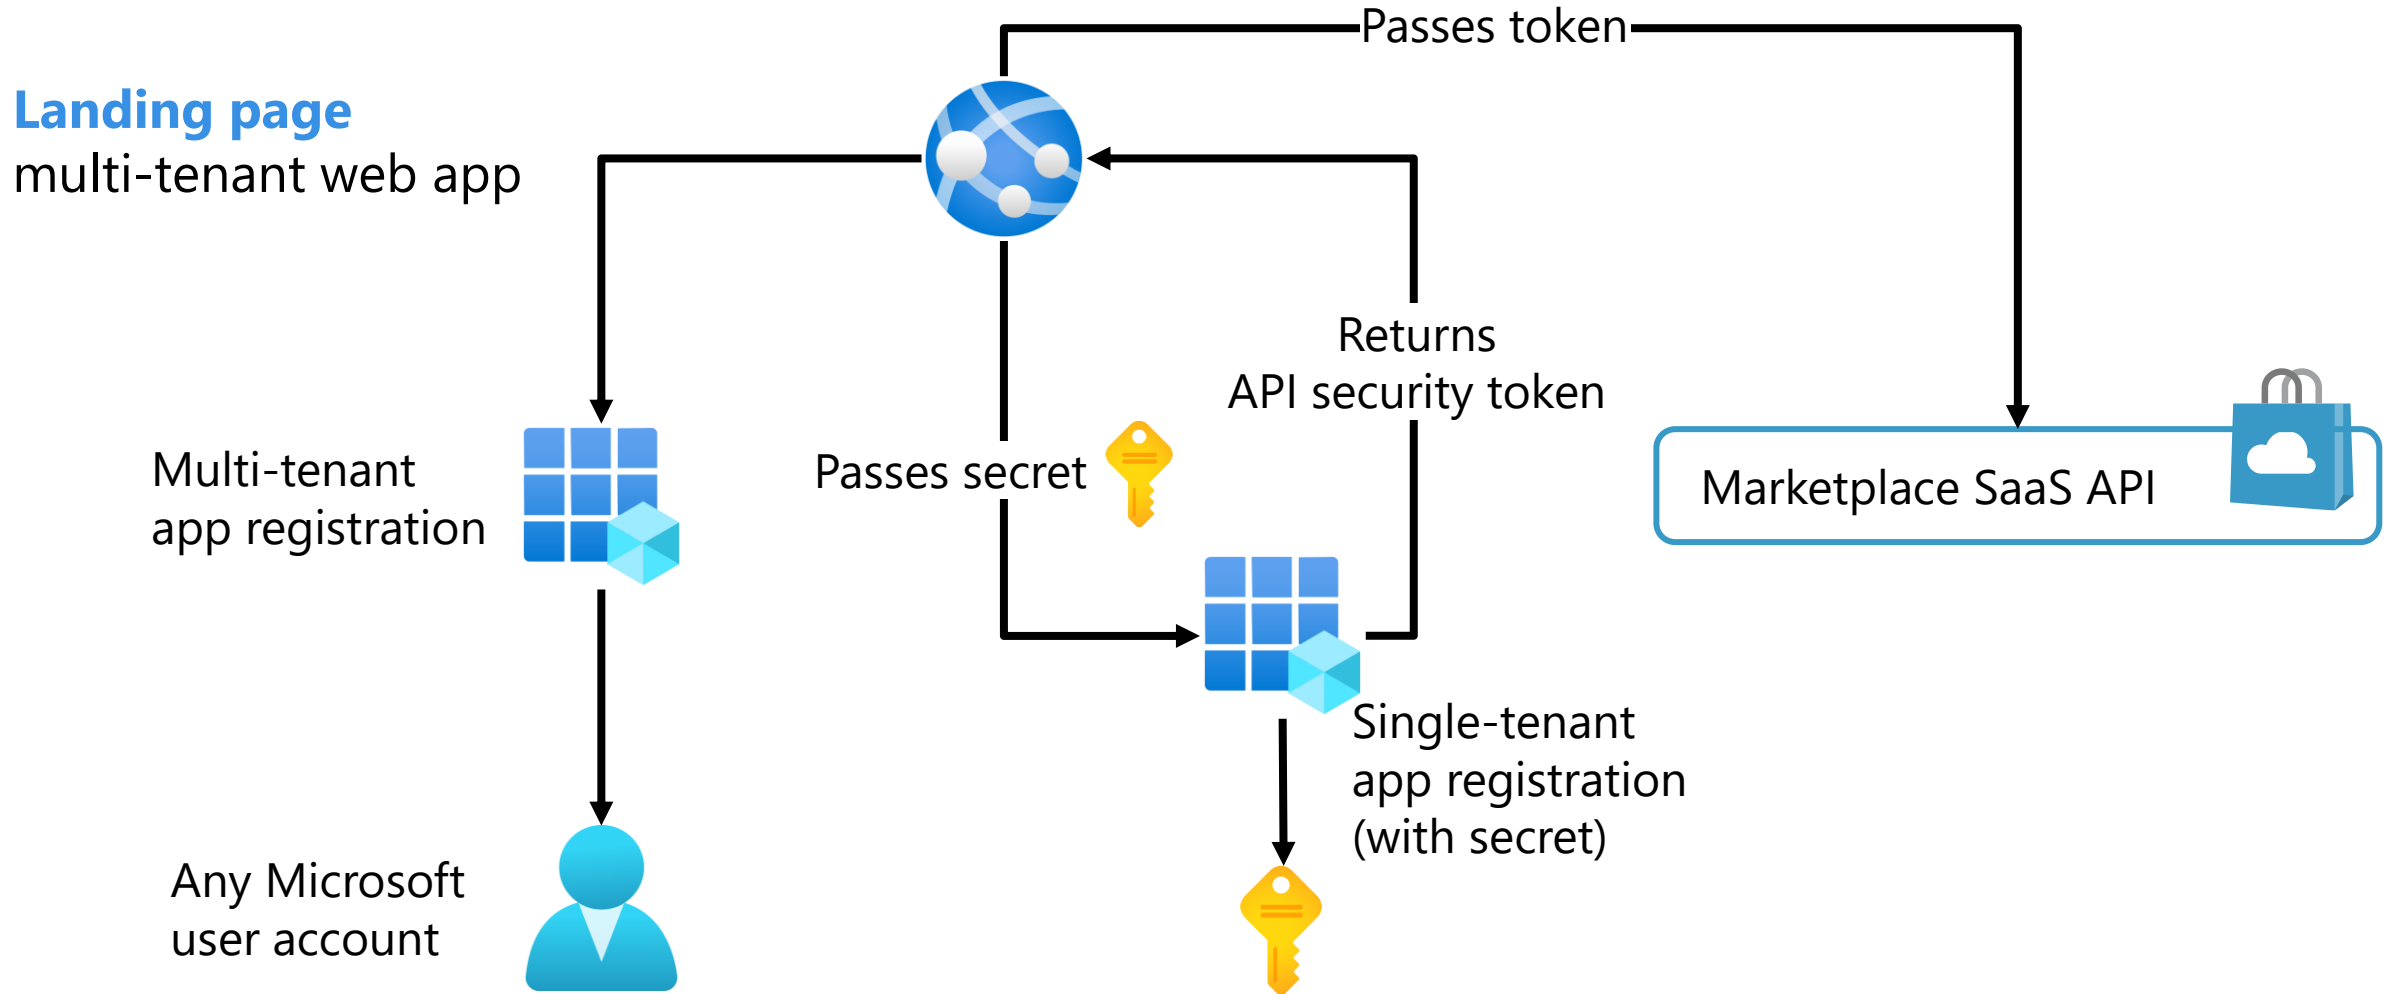 Passes token
Landing page
multi-tenant web app
Returns
API security token
Multi-tenant
app registration
Passes secret
Marketplace SaaS API
Single-tenant
app registration
(with secret)
Any Microsoft
user account